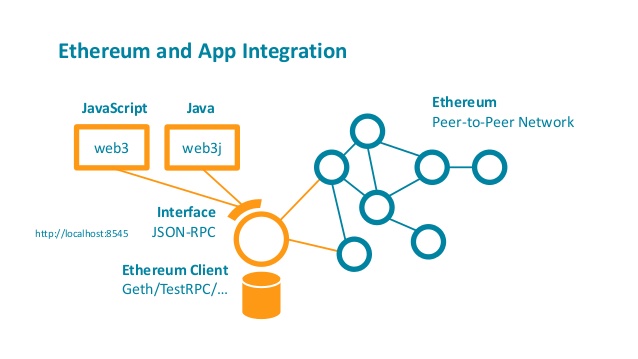 Ethereum and App Integration
JavaScript
Java
web3
web3j
Ethereum
Peer-to-Peer Network
Interface
JSON-RPC
http://localhost:8545
Ethereum Client
Geth/TestRPC/...